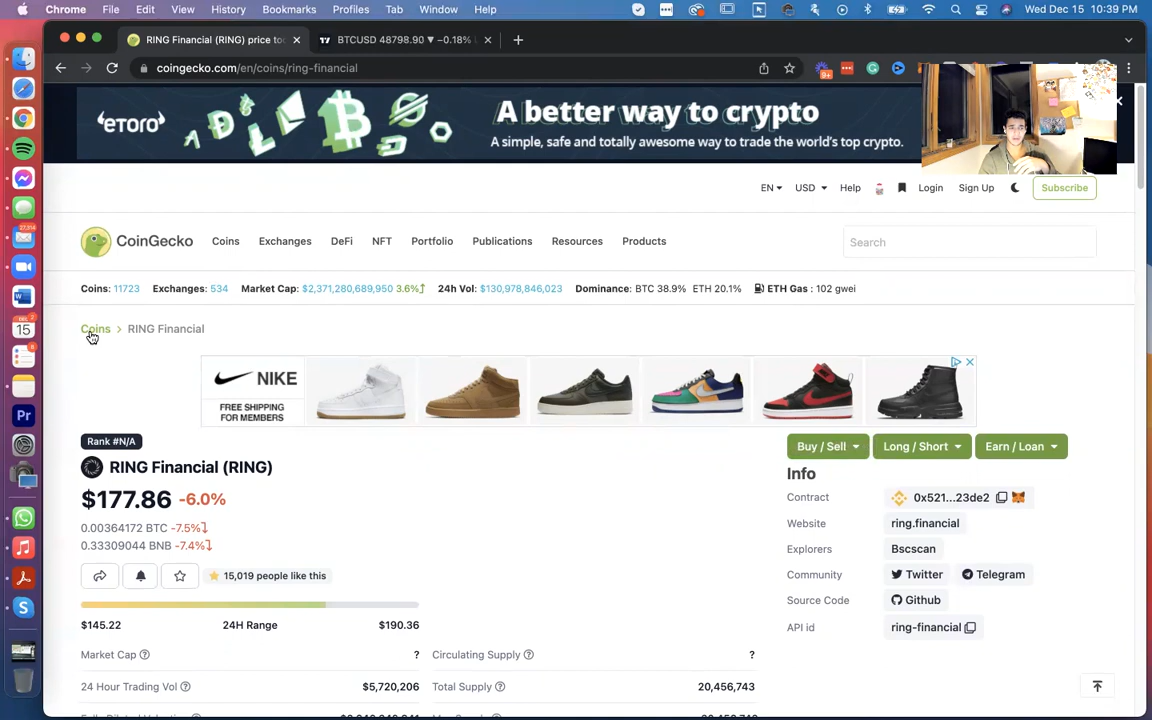 Chrome File Edit View History Bookmarks Profiles Tab Window Help Wed Dec 15 10:39 PM
RING Financial (RING) price to
BTCUSD 48798.90 ▼ −0.18%
coingecko.com/en/coins/ring-financial
9+
'etoro'
A better way to crypto
A simple, safe and totally awesome way to trade the world's top crypto.
EN USD Help Login Sign Up Subscribe
CoinGecko Coins Exchanges DeFi NFT Portfolio Publications Resources Products Search
Coins: 11723 Exchanges: 534 Market Cap: $2,371,280,689,950 3.6% 24h Vol: $130,978,846,023 Dominance: BTC 38.9% ETH 20.1% ETH Gas : 102 gwei
Coins > RING Financial
NIKE
FREE SHIPPING
FOR MEMBERS
Rank #N/A
RING Financial (RING)
$177.86 -6.0%
0.00364172 BTC -7.5%
0.33309044 BNB -7.4%
15,019 people like this
$145.22 24H Range $190.36
Market Cap ?
Circulating Supply ?
24 Hour Trading Vol $5,720,206
Total Supply 20,456,743
Buy / Sell Long / Short Earn / Loan
Info
Contract 0x521...23de2
Website ring.financial
Explorers Bscscan
Community Twitter Telegram
Source Code Github
API id ring-financial
DEC
15
Pr